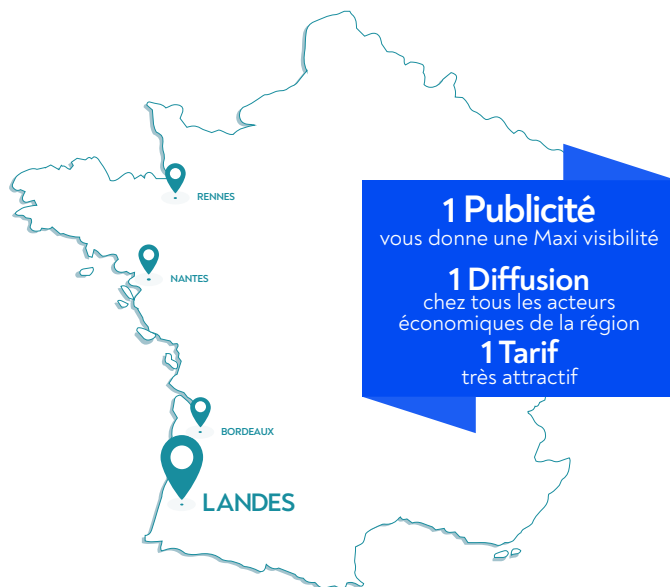 RENNES
NANTES
BORDEAUX
LANDES
1 Publicité
vous donne une Maxi visibilité
1 Diffusion
chez tous les acteurs
économiques de la région
1 Tarif
très attractif